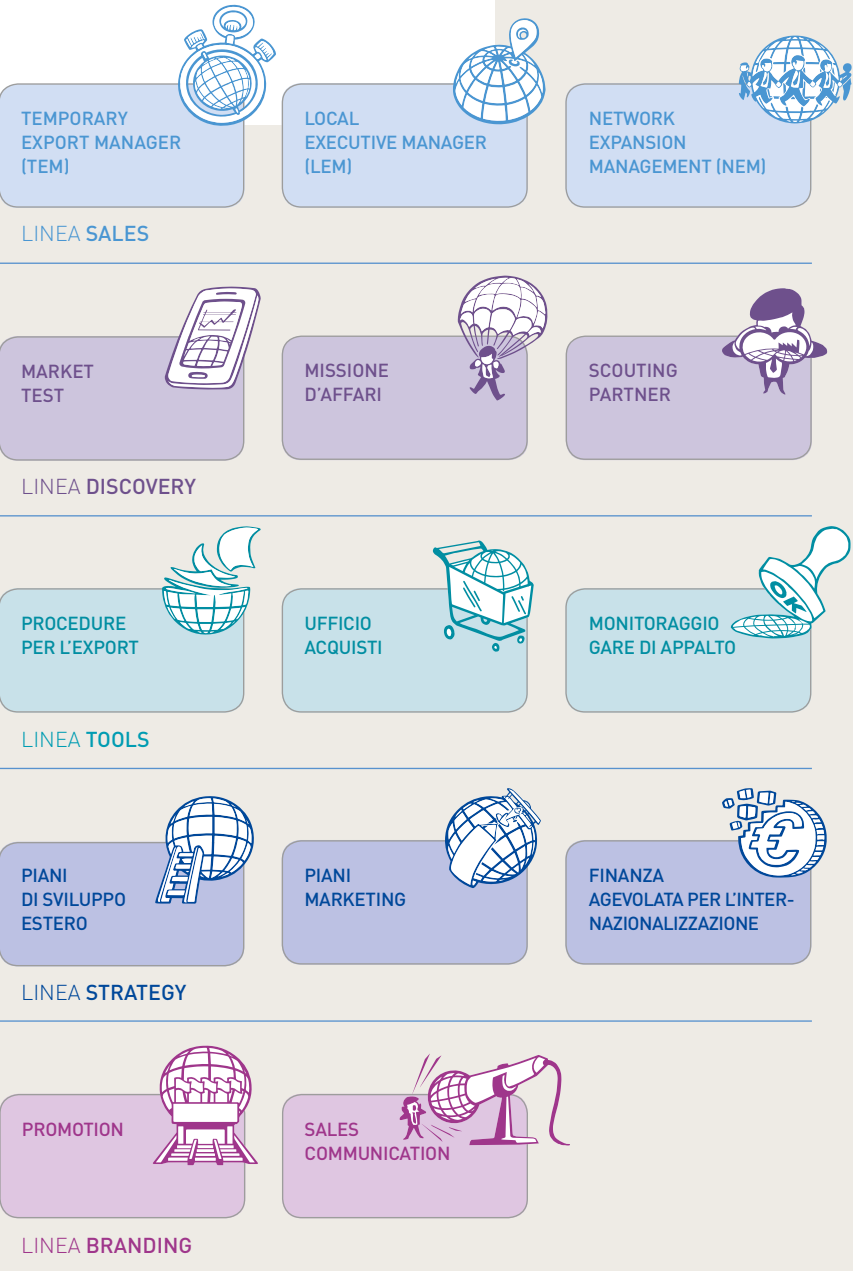 TEMPORARY
EXPORT MANAGER
(TEM)
LOCAL
EXECUTIVE MANAGER
(LEM)
NETWORK
EXPANSION
MANAGEMENT (NEM)
LINEA SALES
MARKET
TEST
MISSIONE
D'AFFARI
SCOUTING
PARTNER
LINEA DISCOVERY
PROCEDURE
PER L'EXPORT
UFFICIO
ACQUISTI
MONITORAGGIO
GARE DI APPALTO
OK
LINEA TOOLS
PIANI
DI SVILUPPO
ESTERO
PIANI
MARKETING
FINANZA
AGEVOLATA PER L'INTER-
NAZIONALIZZAZIONE
€
LINEA STRATEGY
PROMOTION
SALES
COMMUNICATION
LINEA BRANDING